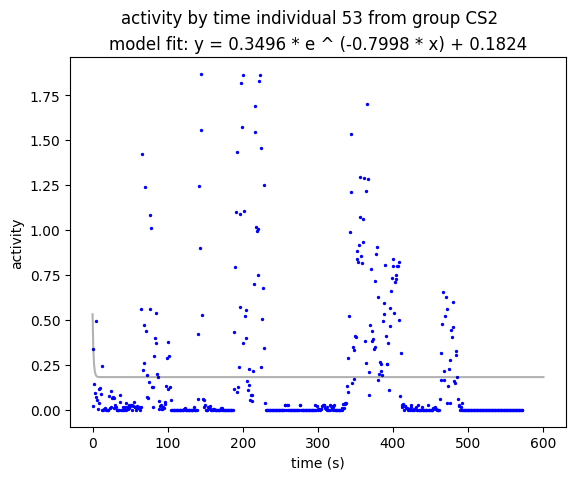 activity by time individual 53 from group CS2
model fit: y = 0.3496 * e ^ (-0.7998 * x) + 0.1824
1.75
1.50
1.25
1.00
0.75
0.50
0.25
0.00
activity
0 100 200 300 400 500 600
time (s)